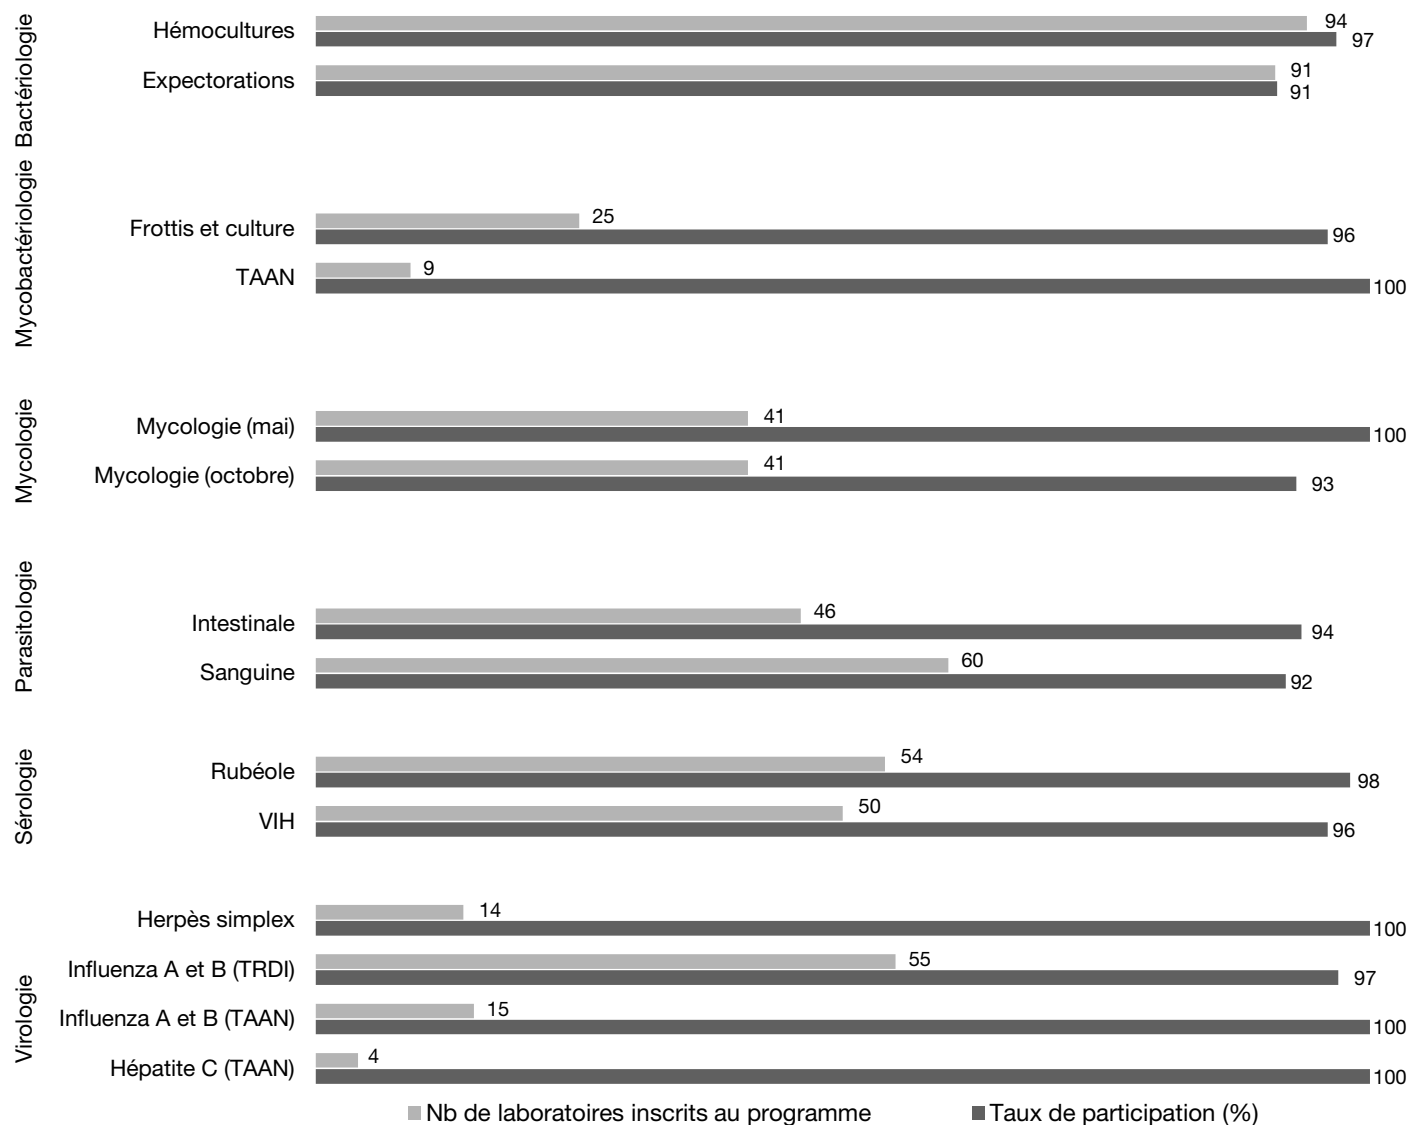 Bactériologie
Hémocultures
94
97
Expectorations
91
91
Mycobactériologie
Frottis et culture
25
96
TAAN
9
100
Mycologie
Mycologie (mai)
41
100
Mycologie (octobre)
41
93
Parasitologie
Intestinale
46
94
Sanguine
60
92
Sérologie
Rubéole
54
98
VIH
50
96
Virologie
Herpès simplex
14
100
Influenza A et B (TRDI)
55
97
Influenza A et B (TAAN)
15
100
Hépatite C (TAAN)
4
100
Nb de laboratoires inscrits au programme
Taux de participation (%)